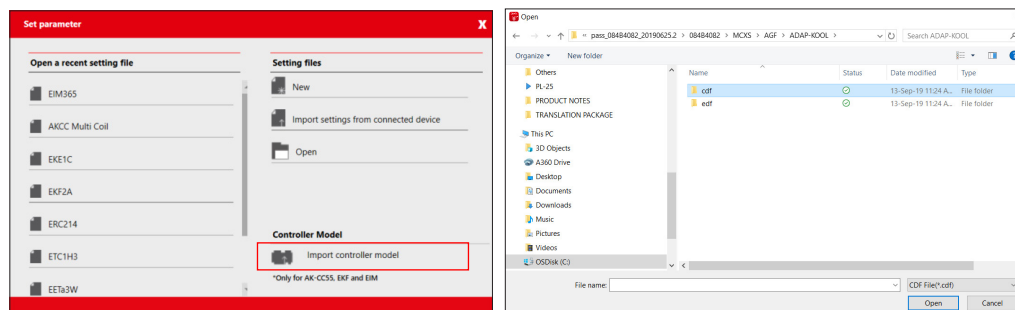 Set parameter
X
Open a recent setting file
EIM365
AKCC Multi Coil
EKE1C
EKF2A
ERC214
ETC1H3
EETa3W
Setting files
New
Import settings from connected device
Open
Controller Model
Import controller model
*Only for AK-CC55, EKF and EIM
Open
« pass_084B4082_20190625.2 > 084B4082 > MCXS > AGF > ADAP-KOOL >
Search ADAP-KOOL
Organize
New folder
Others
PL-25
PRODUCT NOTES
TRANSLATION PACKAGE
This PC
3D Objects
A360 Drive
Desktop
Documents
Downloads
Music
Pictures
Videos
OSDisk (C:)
Name Status Date modified Type
cdf 13-Sep-19 11:24 A... File folder
edf 13-Sep-19 11:24 A... File folder
File name:
CDF File(*.cdf)
Open
Cancel